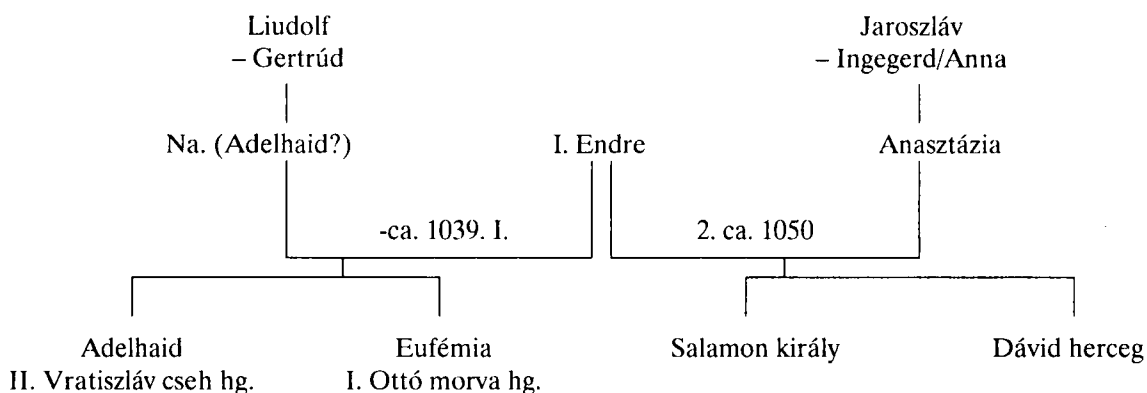 Liudolf
– Gertrúd
Jaroszláv
– Ingegerd/Anna
Na. (Adelhaid?)
I. Endre
Anasztázia
-ca. 1039. I.
2. ca. 1050
Adelhaid
II. Vratiszláv cseh hg.
Eufémia
I. Ottó morva hg.
Salamon király
Dávid herceg